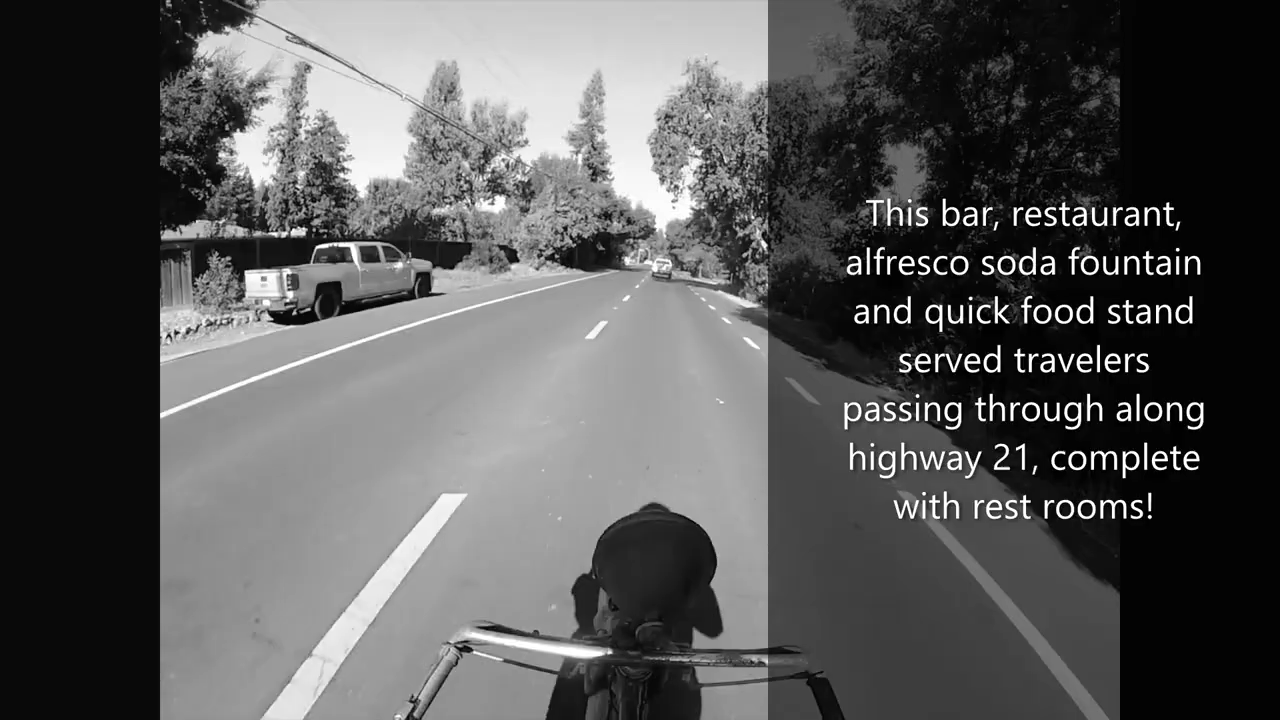 This bar, restaurant,
alfresco soda fountain
and quick food stand
served travelers
passing through along
highway 21, complete
with rest rooms!